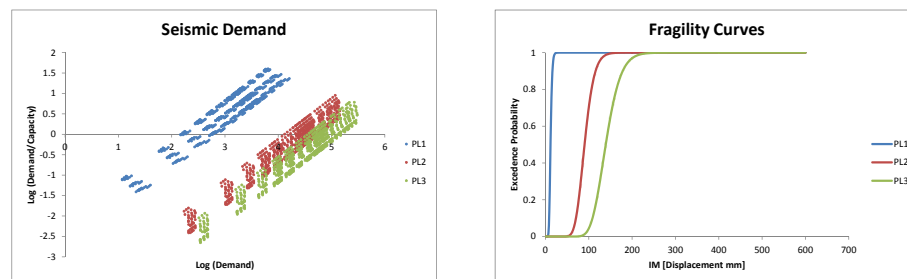 Seismic Demand
2
1.5
1
0.5
0
-0.5
-1
-1.5
-2
-2.5
-3
0 1 2 3 4 5 6
Log (Demand/Capacity)
Log (Demand)
PL1
PL2
PL3
Fragility Curves
1
0.8
0.6
0.4
0.2
0
0 100 200 300 400 500 600 700
Excedence Probability
IM [Displacement mm]
PL1
PL2
PL3